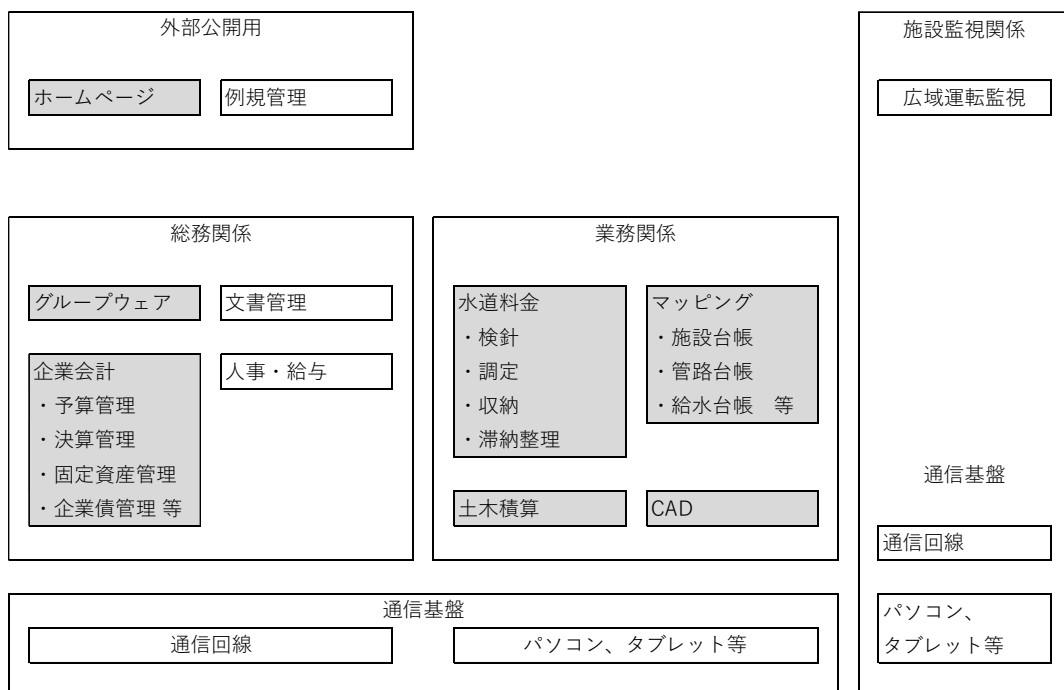 外部公開用
ホームページ
例規管理
総務関係
グループウェア
文書管理
企業会計
・予算管理
・決算管理
・固定資産管理
・企業債管理 等
人事・給与
業務関係
水道料金
・検針
・調定
・収納
・滞納整理
マッピング
・施設台帳
・管路台帳
・給水台帳　等
土木積算
CAD
通信基盤
通信回線
パソコン、タブレット等
施設監視関係
広域運転監視
通信基盤
通信回線
パソコン、
タブレット等